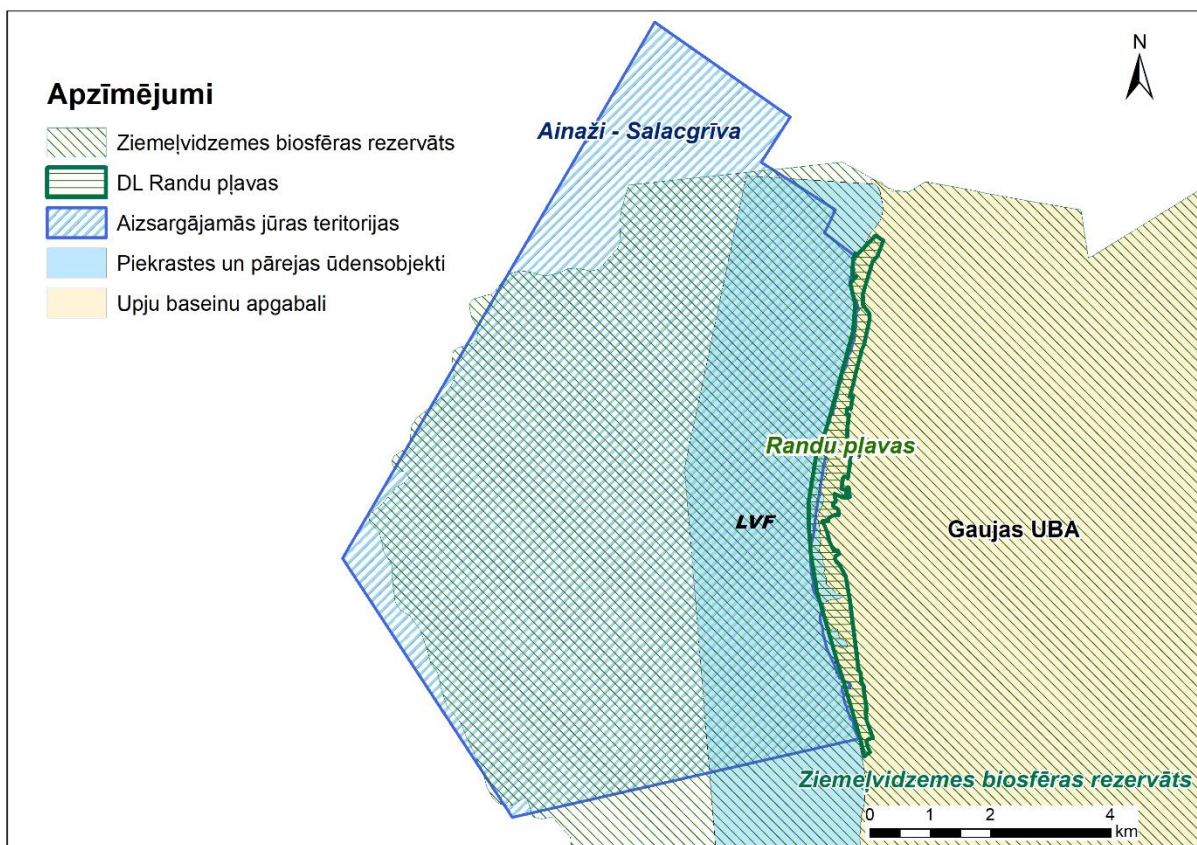 Apzīmējumi
Ziemeļvidzemes biosfēras rezervāts
DL Randu pļavas
Aizsargājamās jūras teritorijas
Piekrastes un pārejas ūdensobjekti
Upju baseinu apgabali
N
Ainaži - Salacgrīva
Randu pļavas
LVF
Gaujas UBA
Ziemeļvidzemes biosfēras rezervāts
0 1 2 4
km